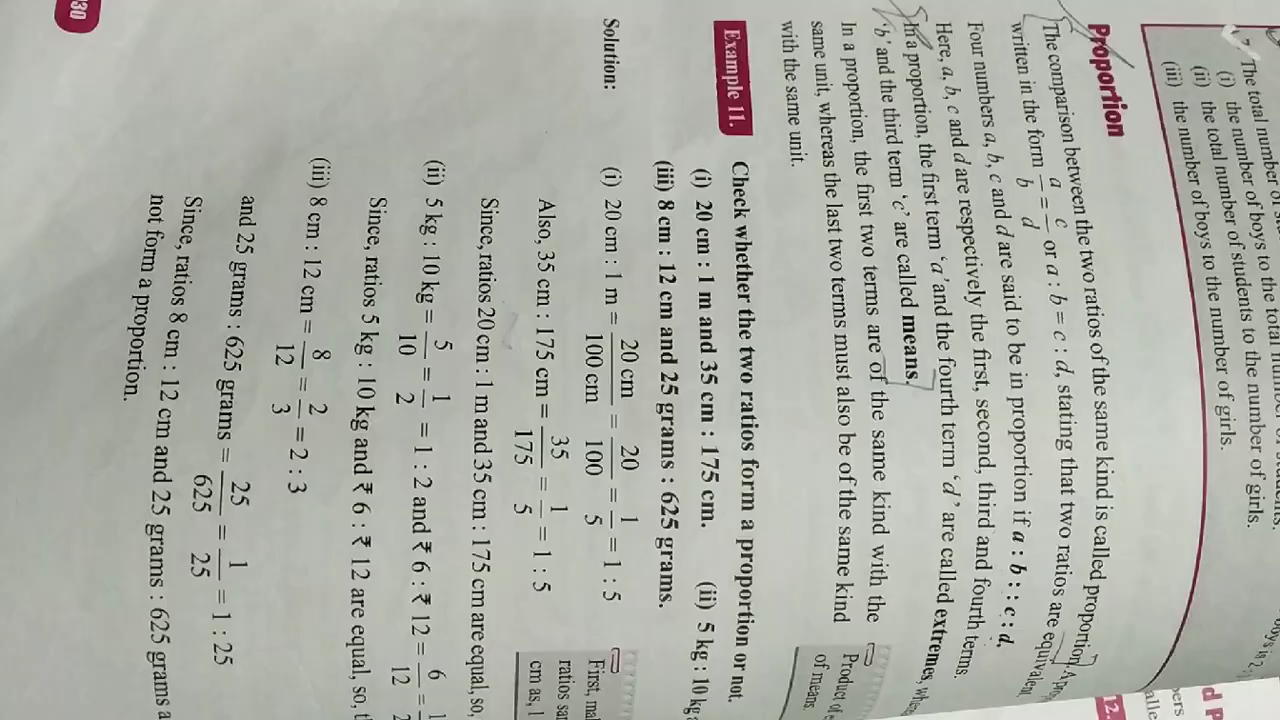 7. The total number of boys to the total number
(i) the number of boys to the number of girls.
(ii) the total number of students to the number of girls.
(iii) the number of boys to the number of girls.
Proportion
The comparison between the two ratios of the same kind is called proportion. A
written in the form a/b = c/d or a : b = c : d, stating that two ratios are equivalent
Four numbers a, b, c and d are said to be in proportion if a : b : : c : d.
Here, a, b, c and d are respectively the first, second, third and fourth terms.
In a proportion, the first term 'a' and the fourth term 'd' are called extremes,
'b' and the third term 'c' are called means.
In a proportion, the first two terms are of the same kind with the
same unit, whereas the last two terms must also be of the same kind
with the same unit.
Product of
of means.
Example 11. Check whether the two ratios form a proportion or not.
(i) 20 cm : 1 m and 35 cm : 175 cm. (ii) 5 kg : 10 kg
(iii) 8 cm : 12 cm and 25 grams : 625 grams.
Solution: (i) 20 cm : 1 m = 20 cm/100 cm = 20/100 = 1/5 = 1 : 5
Also, 35 cm : 175 cm = 35/175 = 1/5 = 1 : 5
First,
ratios
cm as, 1
Since, ratios 20 cm : 1 m and 35 cm : 175 cm are equal, so,
(ii) 5 kg : 10 kg = 5/10 = 1/2 = 1 : 2 and ₹ 6 : ₹ 12 = 6/12 = 1/2
Since, ratios 5 kg : 10 kg and ₹ 6 : ₹ 12 are equal, so,
(iii) 8 cm : 12 cm = 8/12 = 2/3 = 2 : 3
and 25 grams : 625 grams = 25/625 = 1/25 = 1 : 25
Since, ratios 8 cm : 12 cm and 25 grams : 625 grams
not form a proportion.
30